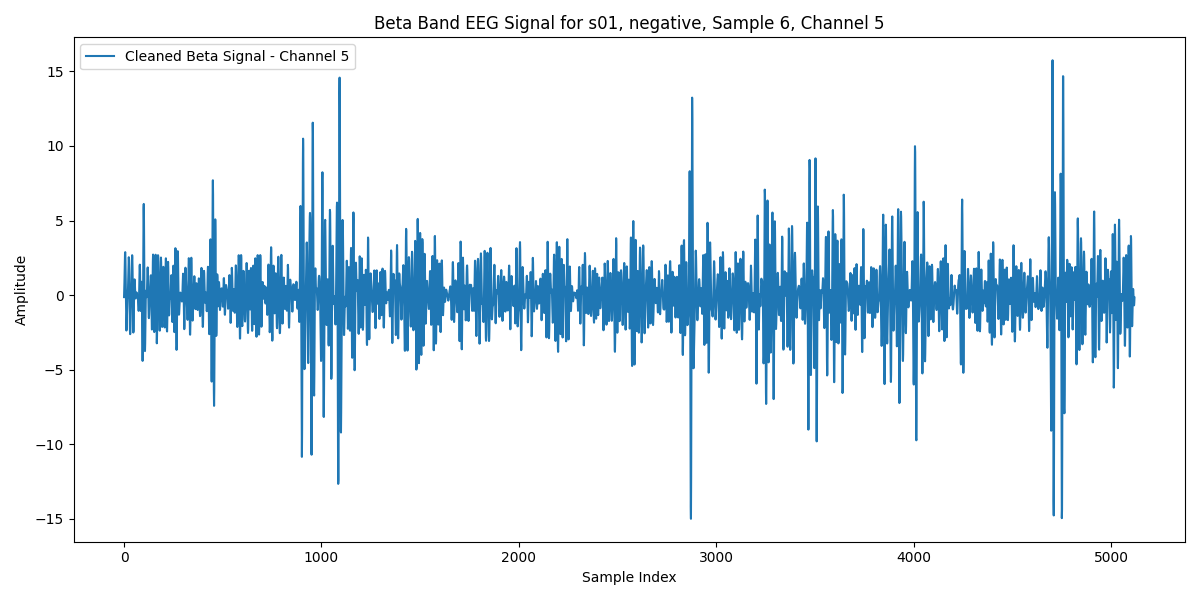 Beta Band EEG Signal for s01, negative, Sample 6, Channel 5
Cleaned Beta Signal - Channel 5
Amplitude
15
10
5
0
−5
−10
−15
0 1000 2000 3000 4000 5000
Sample Index